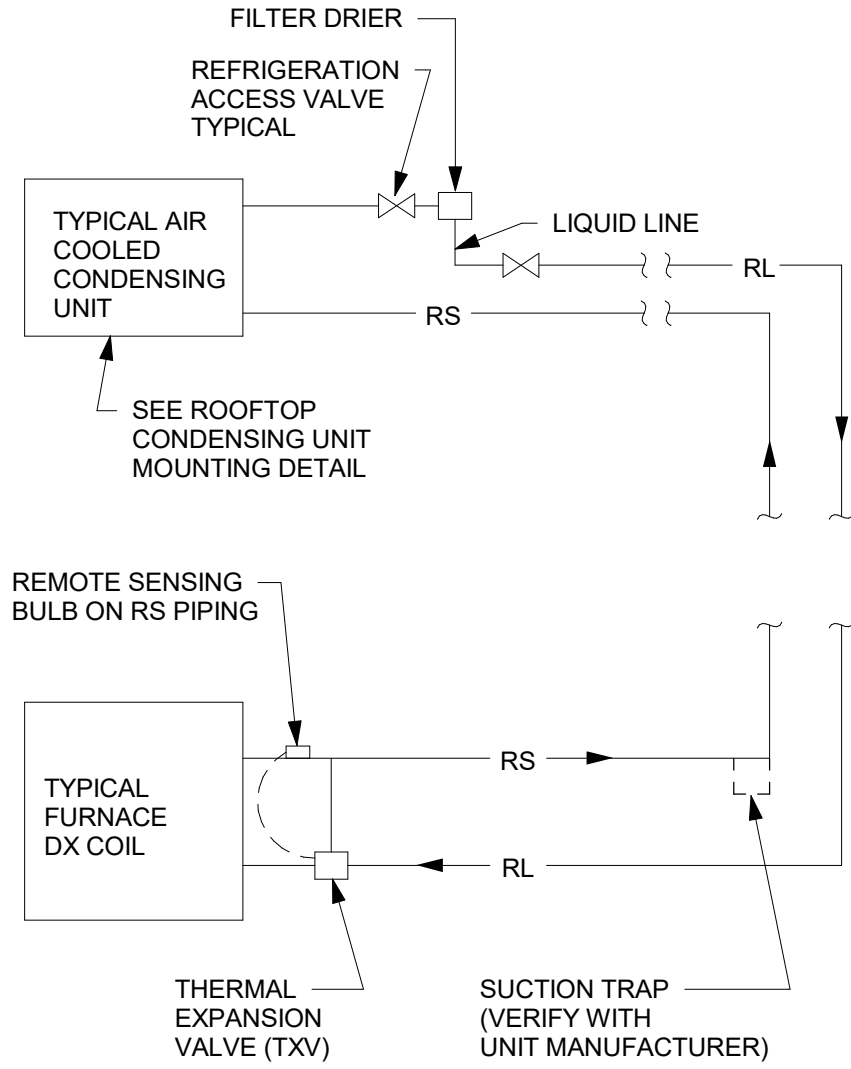 FILTER DRIER
REFRIGERATION
ACCESS VALVE
TYPICAL
TYPICAL AIR
COOLED
CONDENSING
UNIT
LIQUID LINE
RL
RS
SEE ROOFTOP
CONDENSING UNIT
MOUNTING DETAIL
REMOTE SENSING
BULB ON RS PIPING
TYPICAL
FURNACE
DX COIL
RS
RL
THERMAL
EXPANSION
VALVE (TXV)
SUCTION TRAP
(VERIFY WITH
UNIT MANUFACTURER)